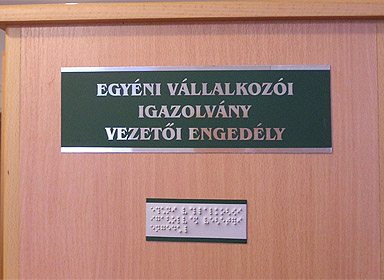 EGYÉNI VÁLLALKOZÓI
IGAZOLVÁNY
VEZETŐI ENGEDÉLY